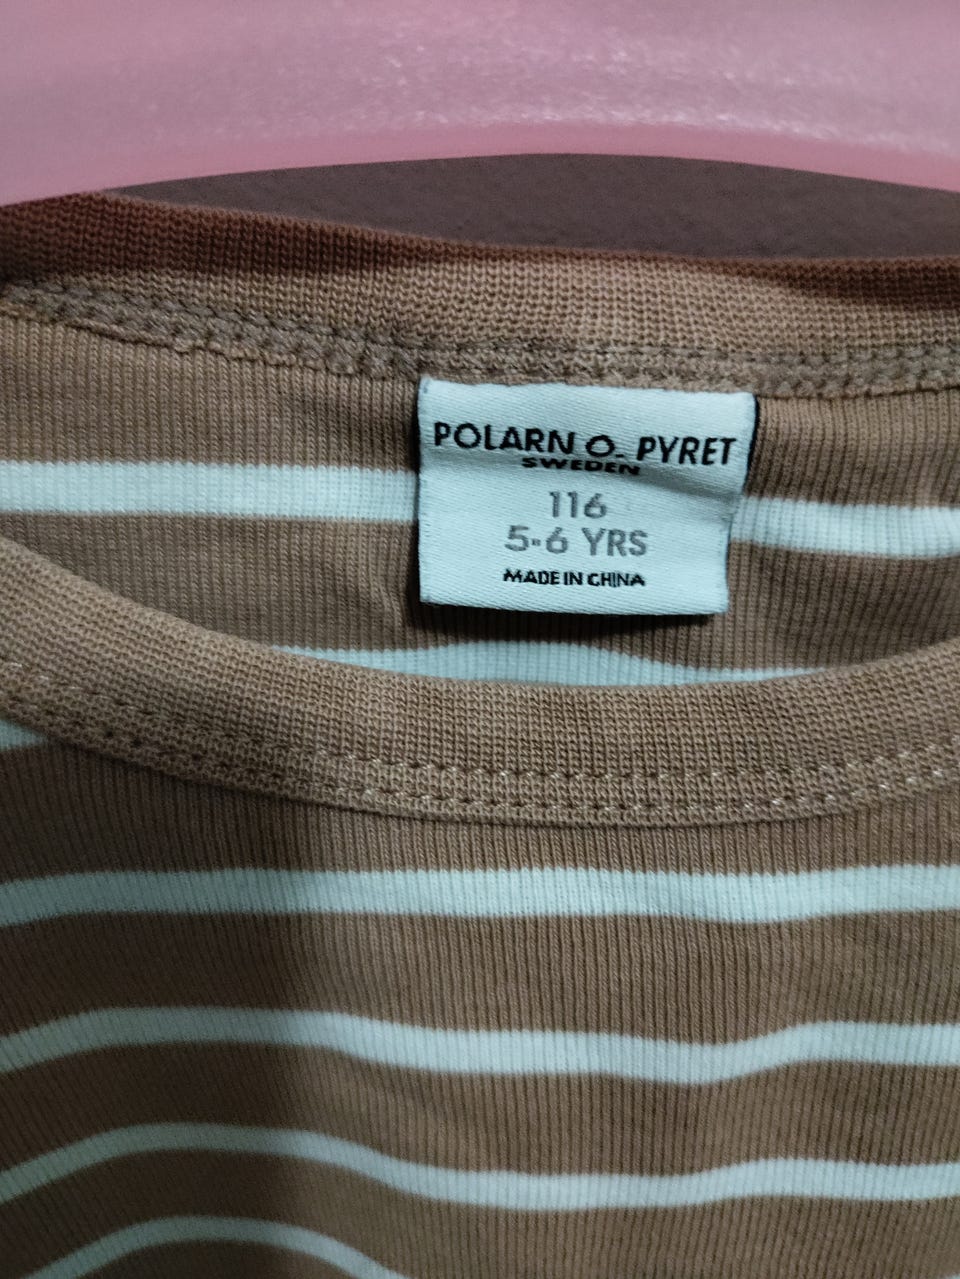 POLARN O. PYRET
SWEDEN
116
5-6 YRS
MADE IN CHINA